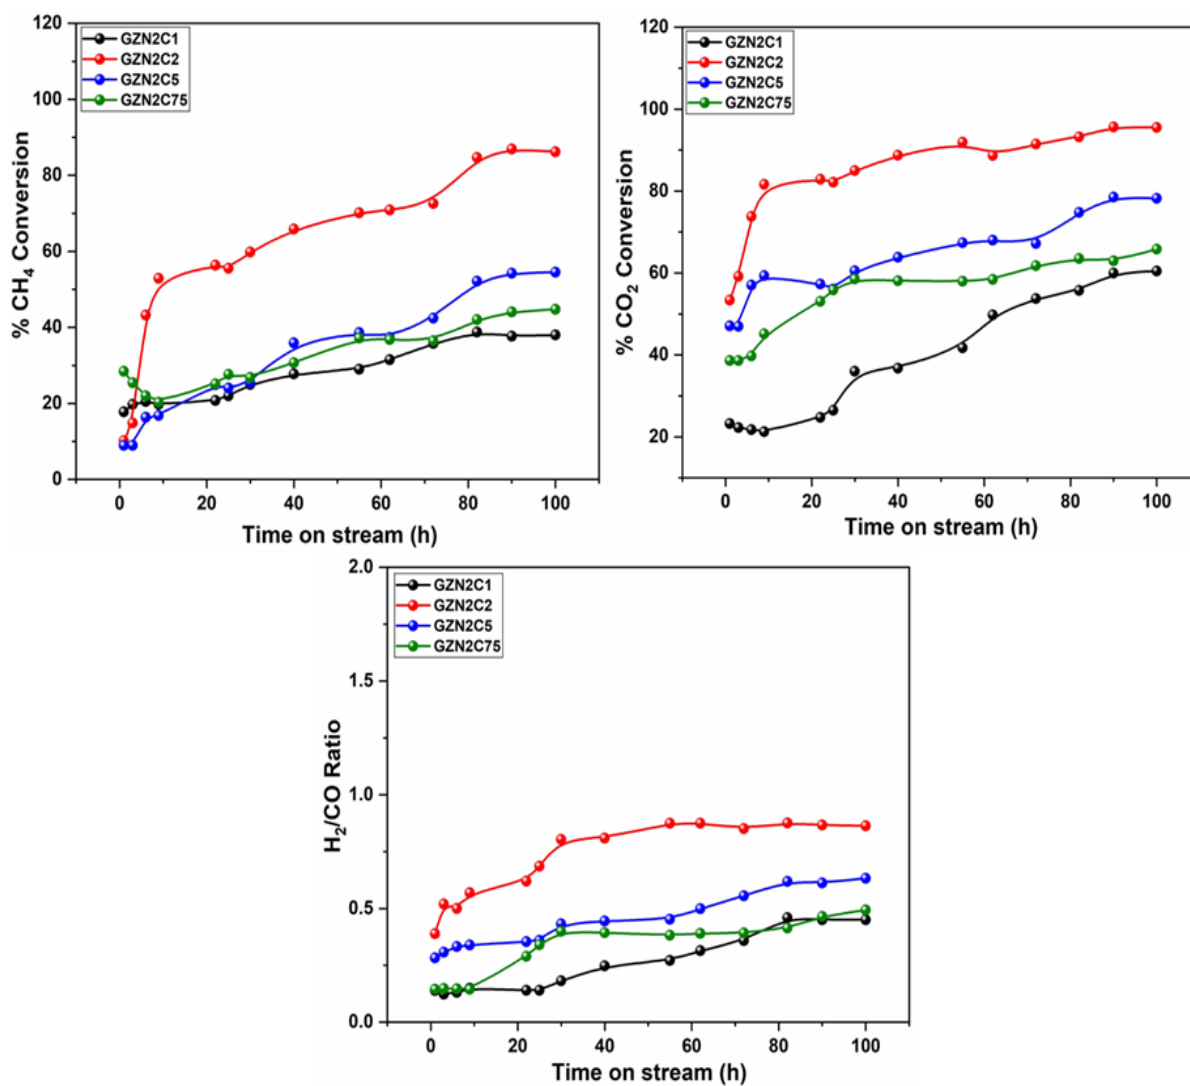 120
100
80
60
40
20
0
% CH₄ Conversion
GZN2C1
GZN2C2
GZN2C5
GZN2C75
0 20 40 60 80 100
Time on stream (h)
120
100
80
60
40
20
% CO₂ Conversion
GZN2C1
GZN2C2
GZN2C5
GZN2C75
0 20 40 60 80 100
Time on stream (h)
2.0
1.5
1.0
0.5
0.0
H₂/CO Ratio
GZN2C1
GZN2C2
GZN2C5
GZN2C75
0 20 40 60 80 100
Time on stream (h)